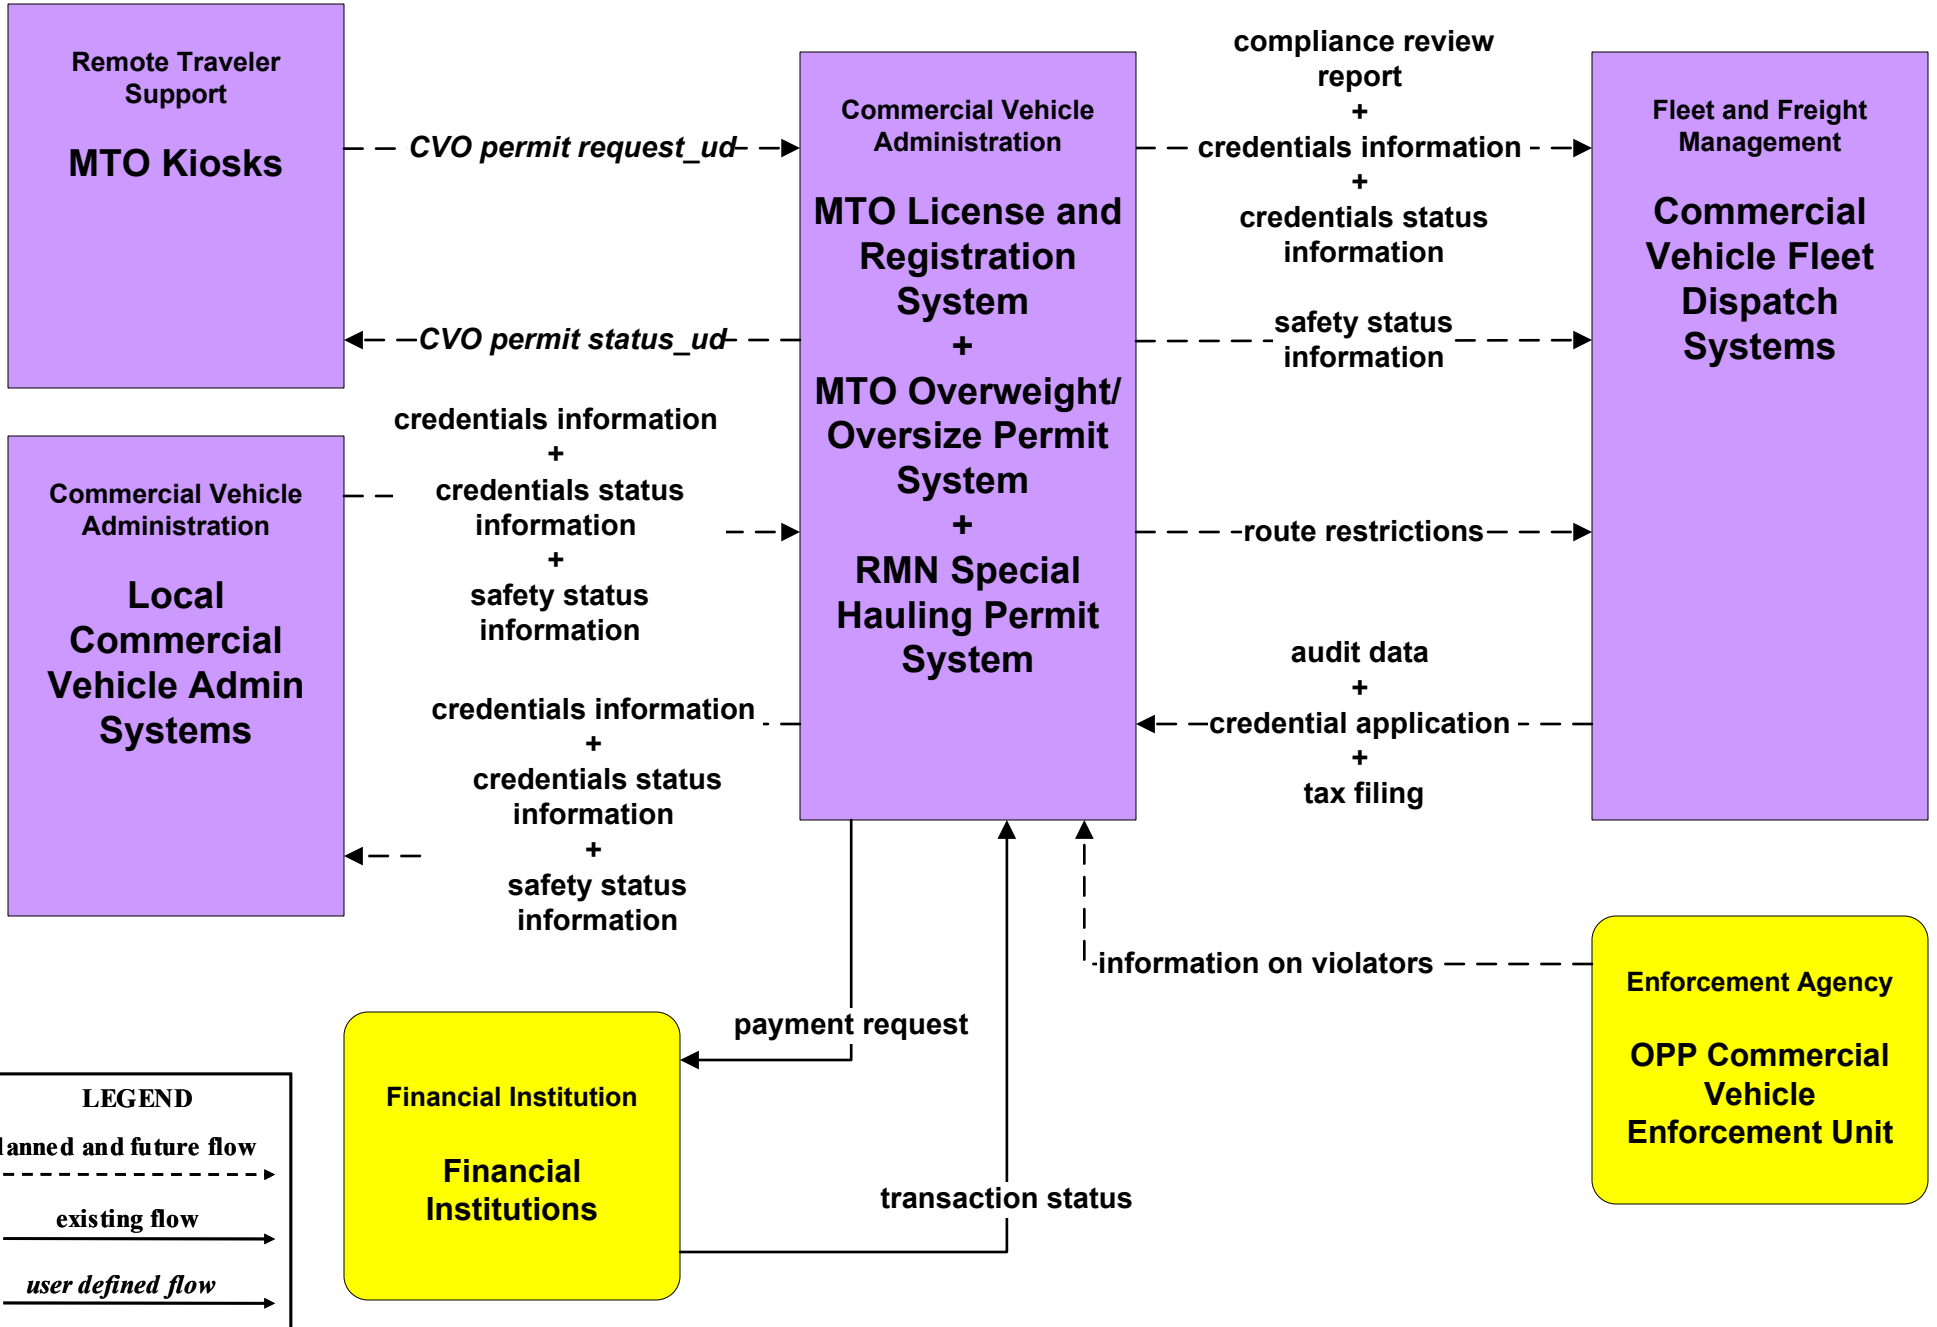 Remote Traveler
Support
MTO Kiosks
CVO permit request_ud
CVO permit status_ud
Commercial Vehicle
Administration
Local
Commercial
Vehicle Admin
Systems
credentials information
+
credentials status
information
+
safety status
information
credentials information
+
credentials status
information
+
safety status
information
Commercial Vehicle
Administration
MTO License and
Registration
System
+
MTO Overweight/
Oversize Permit
System
+
RMN Special
Hauling Permit
System
compliance review
report
+
credentials information
+
credentials status
information
safety status
information
route restrictions
audit data
+
credential application
+
tax filing
Fleet and Freight
Management
Commercial
Vehicle Fleet
Dispatch
Systems
information on violators
Enforcement Agency
OPP Commercial
Vehicle
Enforcement Unit
payment request
Financial Institution
Financial
Institutions
transaction status
LEGEND
lanned and future flow
existing flow
user defined flow